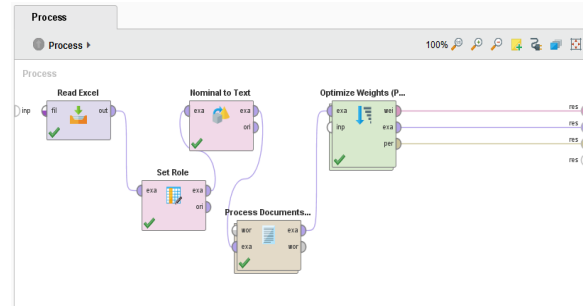 Process
Process
100%
Process
Read Excel
inp
fil
out
Set Role
exa
exa
ori
Nominal to Text
exa
exa
ori
Process Documents...
wor
exa
exa
wor
Optimize Weights (P...
exa
wei
inp
exa
per
res
res
res
res